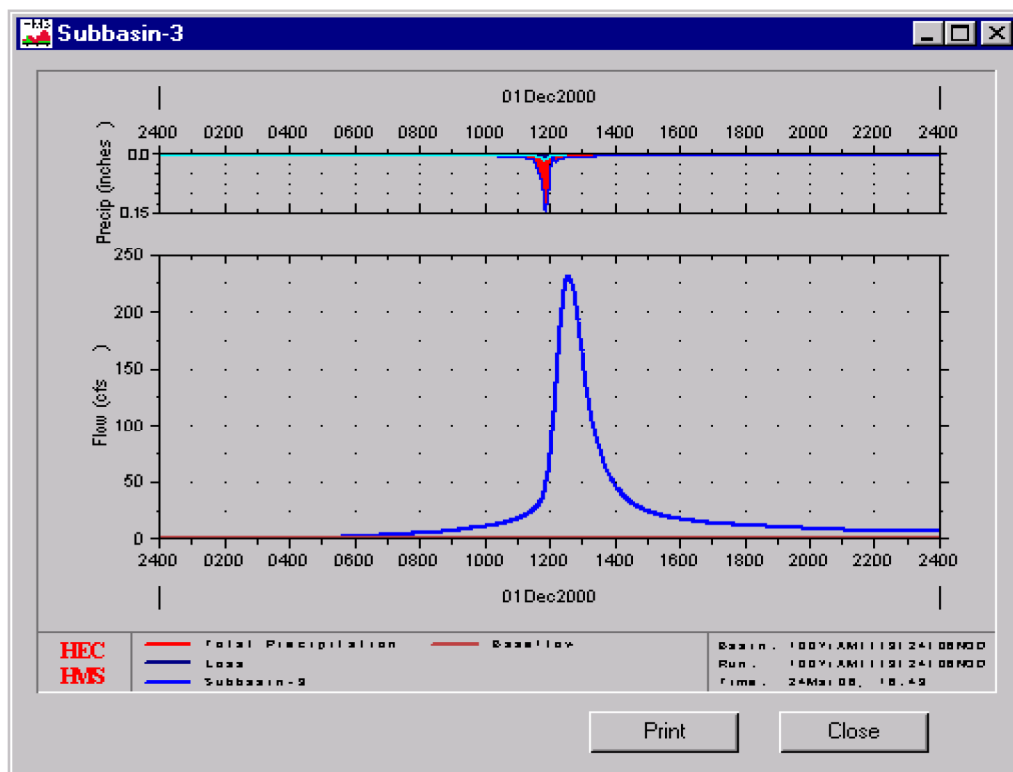 Subbasin-3
01Dec2000
2400 0200 0400 0600 0800 1000 1200 1400 1600 1800 2000 2200 2400
Precip (inches )
0.0
0.15
Flow (cfs )
250
200
150
100
50
0
2400 0200 0400 0600 0800 1000 1200 1400 1600 1800 2000 2200 2400
01Dec2000
HEC
HMS
Total Precipitation
Baseflow
Loss
Subbasin-3
Basin.
Run.
Time. 24Mar06, 16.49
Print
Close